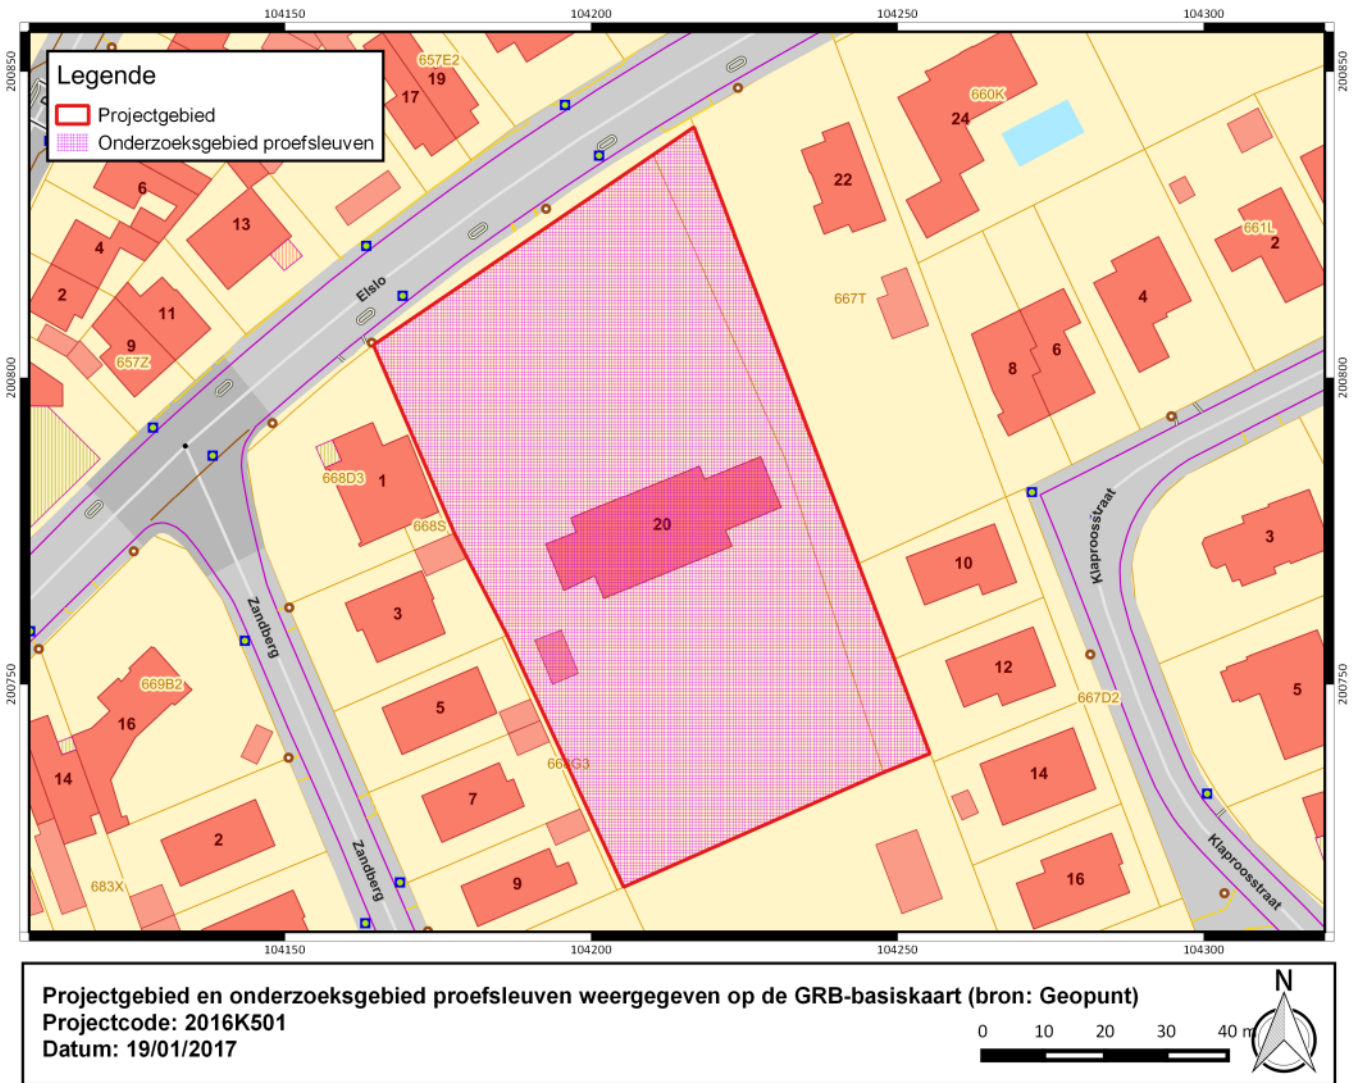 104150
104200
104250
104300
200850
200850
Legende
Projectgebied
Onderzoeksgebied proefsleuven
657E2
19
17
660K
24
22
6
13
4
2
11
9
657Z
Elslo
661L
2
667T
4
6
8
200800
200800
668D3
1
668S
20
Klaproosstraat
3
10
3
Zandberg
12
667D2
5
669B2
16
5
200750
200750
668G3
14
14
7
2
Zandberg
Klaproosstraat
16
9
683X
104150
104200
104250
104300
Projectgebied en onderzoeksgebied proefsleuven weergegeven op de GRB-basiskaart (bron: Geopunt)
Projectcode: 2016K501
Datum: 19/01/2017
0 10 20 30 40 m
N